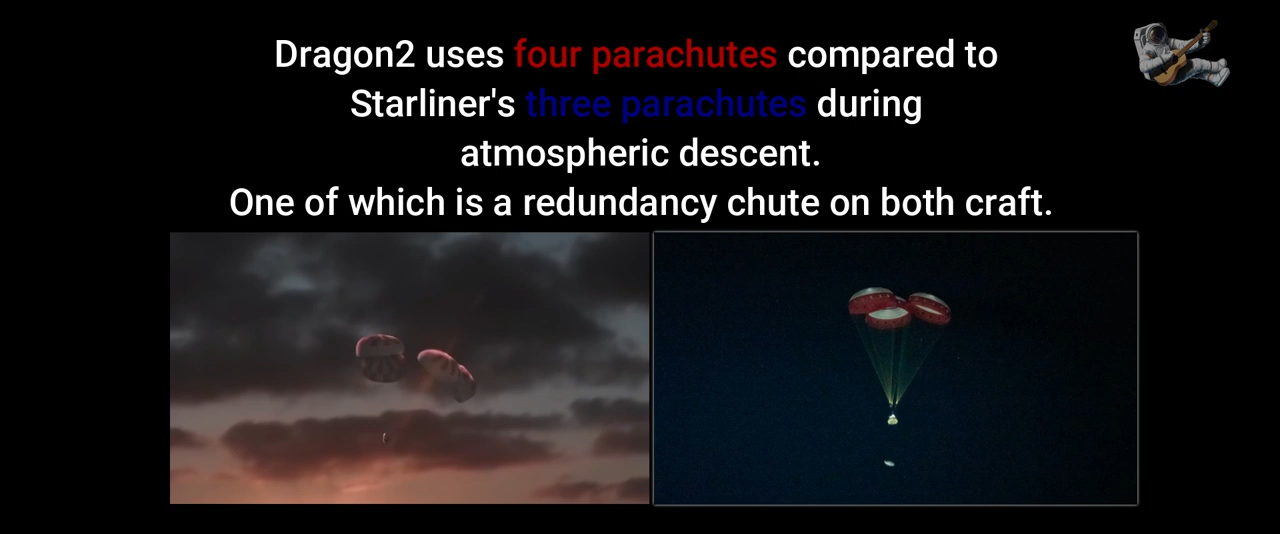 Dragon2 uses four parachutes compared to
Starliner's three parachutes during
atmospheric descent.
One of which is a redundancy chute on both craft.